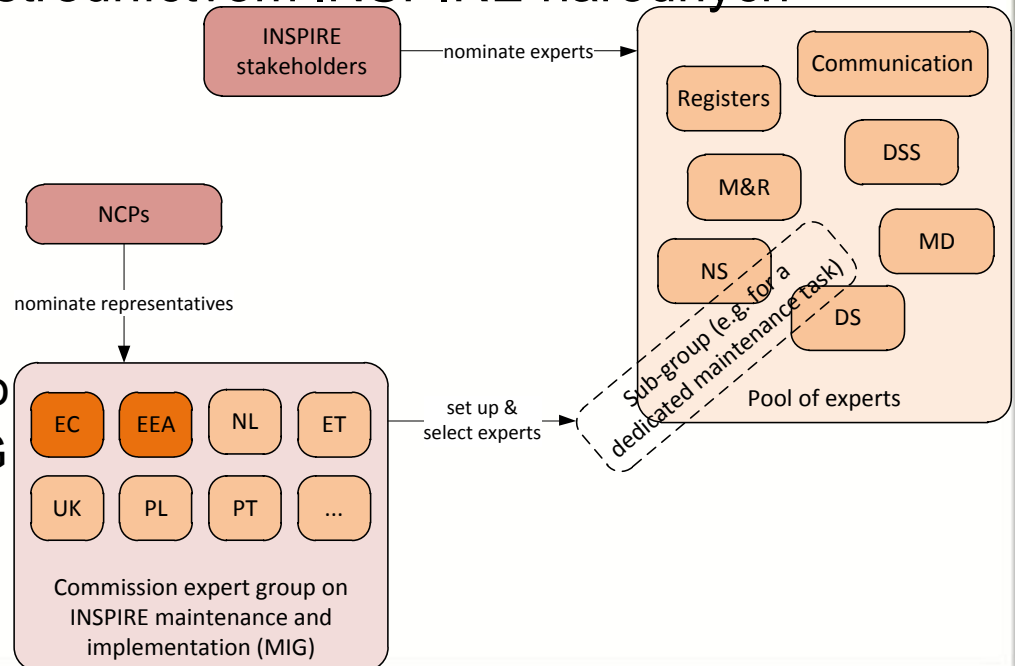 INSPIRE
INSPIRE
stakeholders
nominate experts
Communication
Registers
DSS
M&R
NCPs
MD
NS
nominate representatives
DS
Sub-group (e.g. for a
dedicated maintenance task)
Pool of experts
set up &
select experts
G
EC EEA NL ET
UK PL PT ...
Commission expert group on
INSPIRE maintenance and
implementation (MIG)